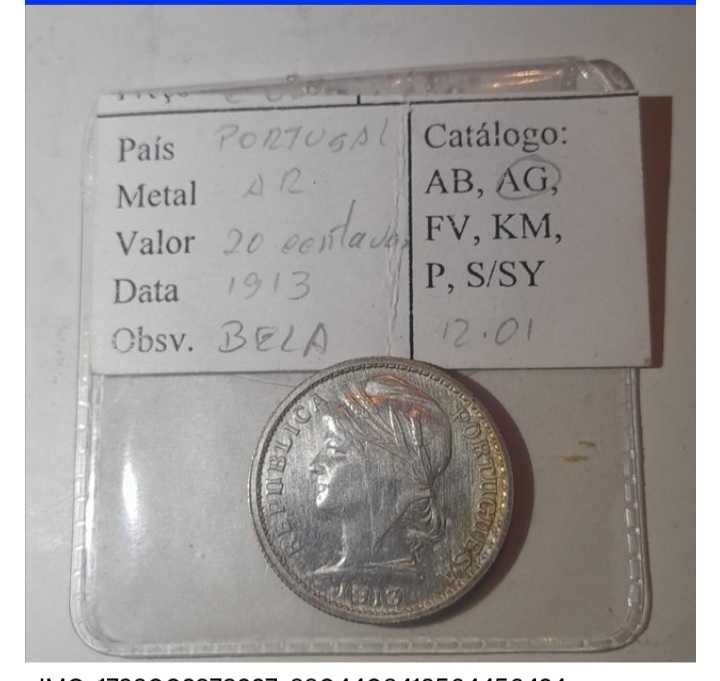 País PORTUGAL
Metal AR.
Valor 20 centavos
Data 1913
Obsv. BELA
Catálogo:
AB, AG,
FV, KM,
P, S/SY
12.01
REPUBLICA PORTUGUESA
1913